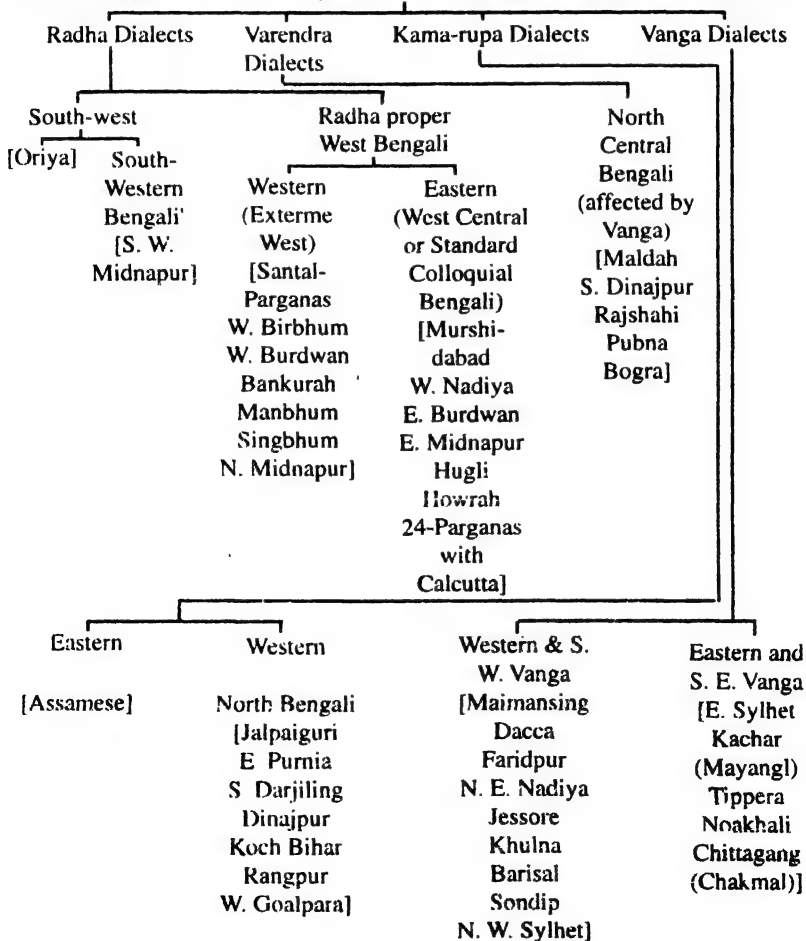 Radha Dialects
Varendra
Dialects
Kama-rupa Dialects
Vanga Dialects
South-west
[Oriya]
South-
Western
Bengali'
[S. W.
Midnapur]
Radha proper
West Bengali
Western
(Exterme
West)
[Santal-
Parganas
W. Birbhum
W. Burdwan
Bankurah
Manbhum
Singbhum
N. Midnapur]
Eastern
(West Central
or Standard
Colloquial
Bengali)
[Murshi-
dabad
W. Nadiya
E. Burdwan
E. Midnapur
Hugli
Howrah
24-Parganas
with
Calcutta]
North
Central
Bengali
(affected by
Vanga)
[Maldah
S. Dinajpur
Rajshahi
Pubna
Bogra]
Eastern
[Assamese]
Western
North Bengali
[Jalpaiguri
E Purnia
S Darjiling
Dinajpur
Koch Bihar
Rangpur
W. Goalpara]
Western & S.
W. Vanga
[Maimansing
Dacca
Faridpur
N. E. Nadiya
Jessore
Khulna
Barisal
Sondip
N. W. Sylhet]
Eastern and
S. E. Vanga
[E. Sylhet
Kachar
(Mayangl)
Tippera
Noakhali
Chittagang
(Chakmal)]